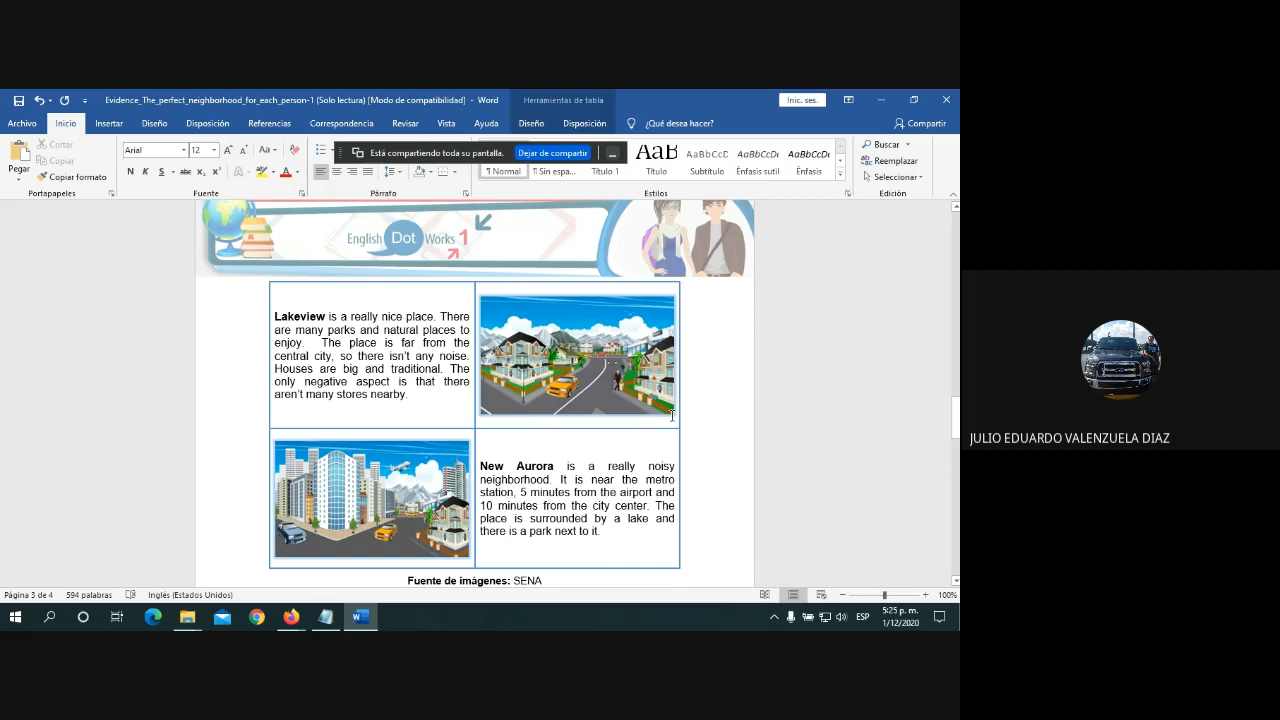 Evidence_The_perfect_neighborhood_for_each_person-1 (Solo lectura) [Modo de compatibilidad] - Word
Herramientas de tabla
Inic. ses.
Archivo Inicio Insertar Diseño Disposición Referencias Correspondencia Revisar Vista Ayuda Diseño Disposición ¿Qué desea hacer? Compartir
Pegar
Cortar
Copiar
Copiar formato
Portapapeles
Arial 12
Aa
N K S abc x₂ x²
A A
Fuente
Está compartiendo toda su pantalla. Dejar de compartir
Párrafo
AaB AaBbCcD AaBbCcDc AaBbCcDc
¶ Normal ¶ Sin espa... Título 1 Título Subtítulo Énfasis sutil Énfasis
Estilos
Buscar
Reemplazar
Seleccionar
Edición
English Dot Works 1
Lakeview is a really nice place. There
are many parks and natural places to
enjoy. The place is far from the
central city, so there isn't any noise.
Houses are big and traditional. The
only negative aspect is that there
aren't many stores nearby.
New Aurora is a really noisy
neighborhood. It is near the metro
station, 5 minutes from the airport and
10 minutes from the city center. The
place is surrounded by a lake and
there is a park next to it.
Fuente de imágenes: SENA
Página 3 de 4 594 palabras Inglés (Estados Unidos) 100%
ESP
5:25 p. m.
1/12/2020
JULIO EDUARDO VALENZUELA DIAZ